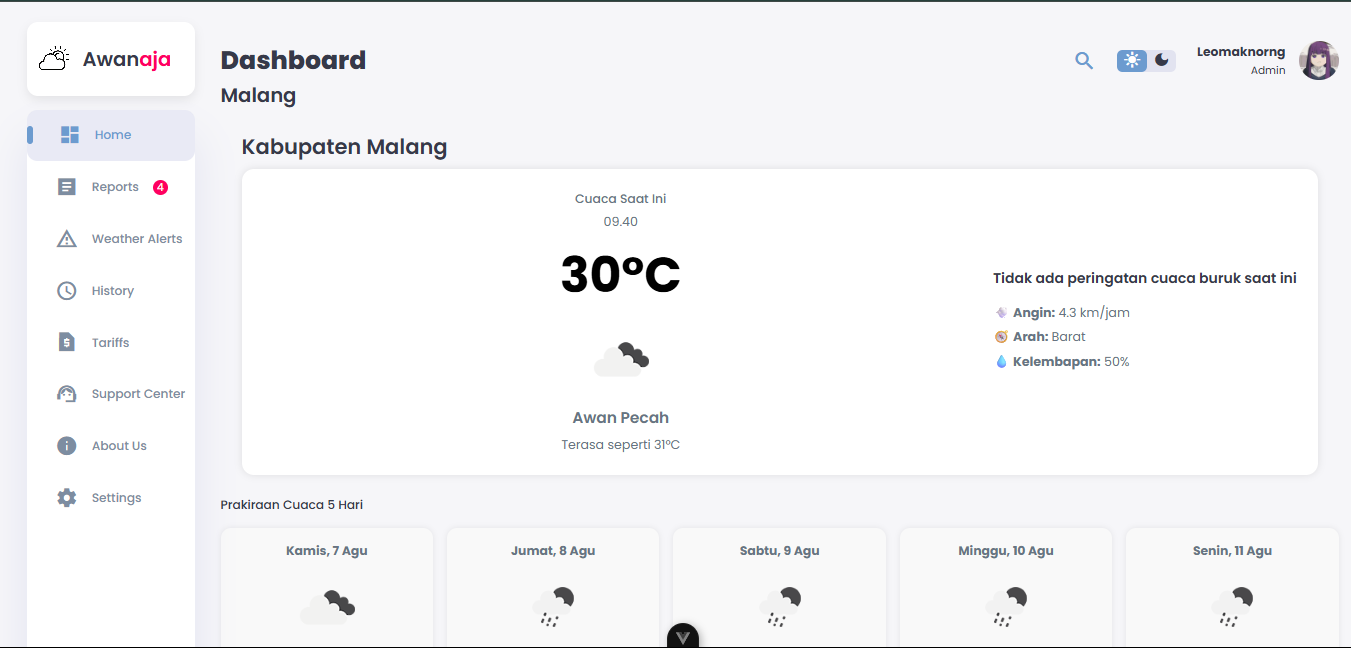 Awanaja
Home
Reports 4
Weather Alerts
History
Tariffs
Support Center
About Us
Settings
Dashboard
Malang
Leomaknorng
Admin
Kabupaten Malang
Cuaca Saat Ini
09.40
30°C
Awan Pecah
Terasa seperti 31°C
Tidak ada peringatan cuaca buruk saat ini
Angin: 4.3 km/jam
Arah: Barat
Kelembapan: 50%
Prakiraan Cuaca 5 Hari
Kamis, 7 Agu
Jumat, 8 Agu
Sabtu, 9 Agu
Minggu, 10 Agu
Senin, 11 Agu